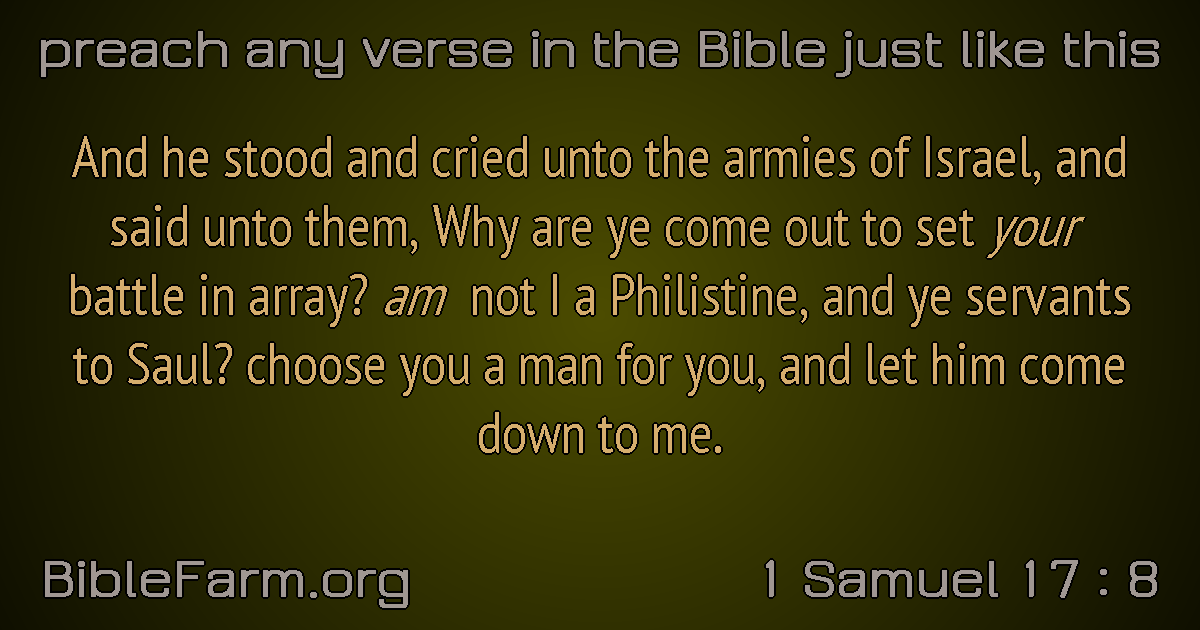 preach any verse in the Bible just like this
And he stood and cried unto the armies of Israel, and
said unto them, Why are ye come out to set your
battle in array? am not I a Philistine, and ye servants
to Saul? choose you a man for you, and let him come
down to me.
BibleFarm.org
1 Samuel 17 : 8